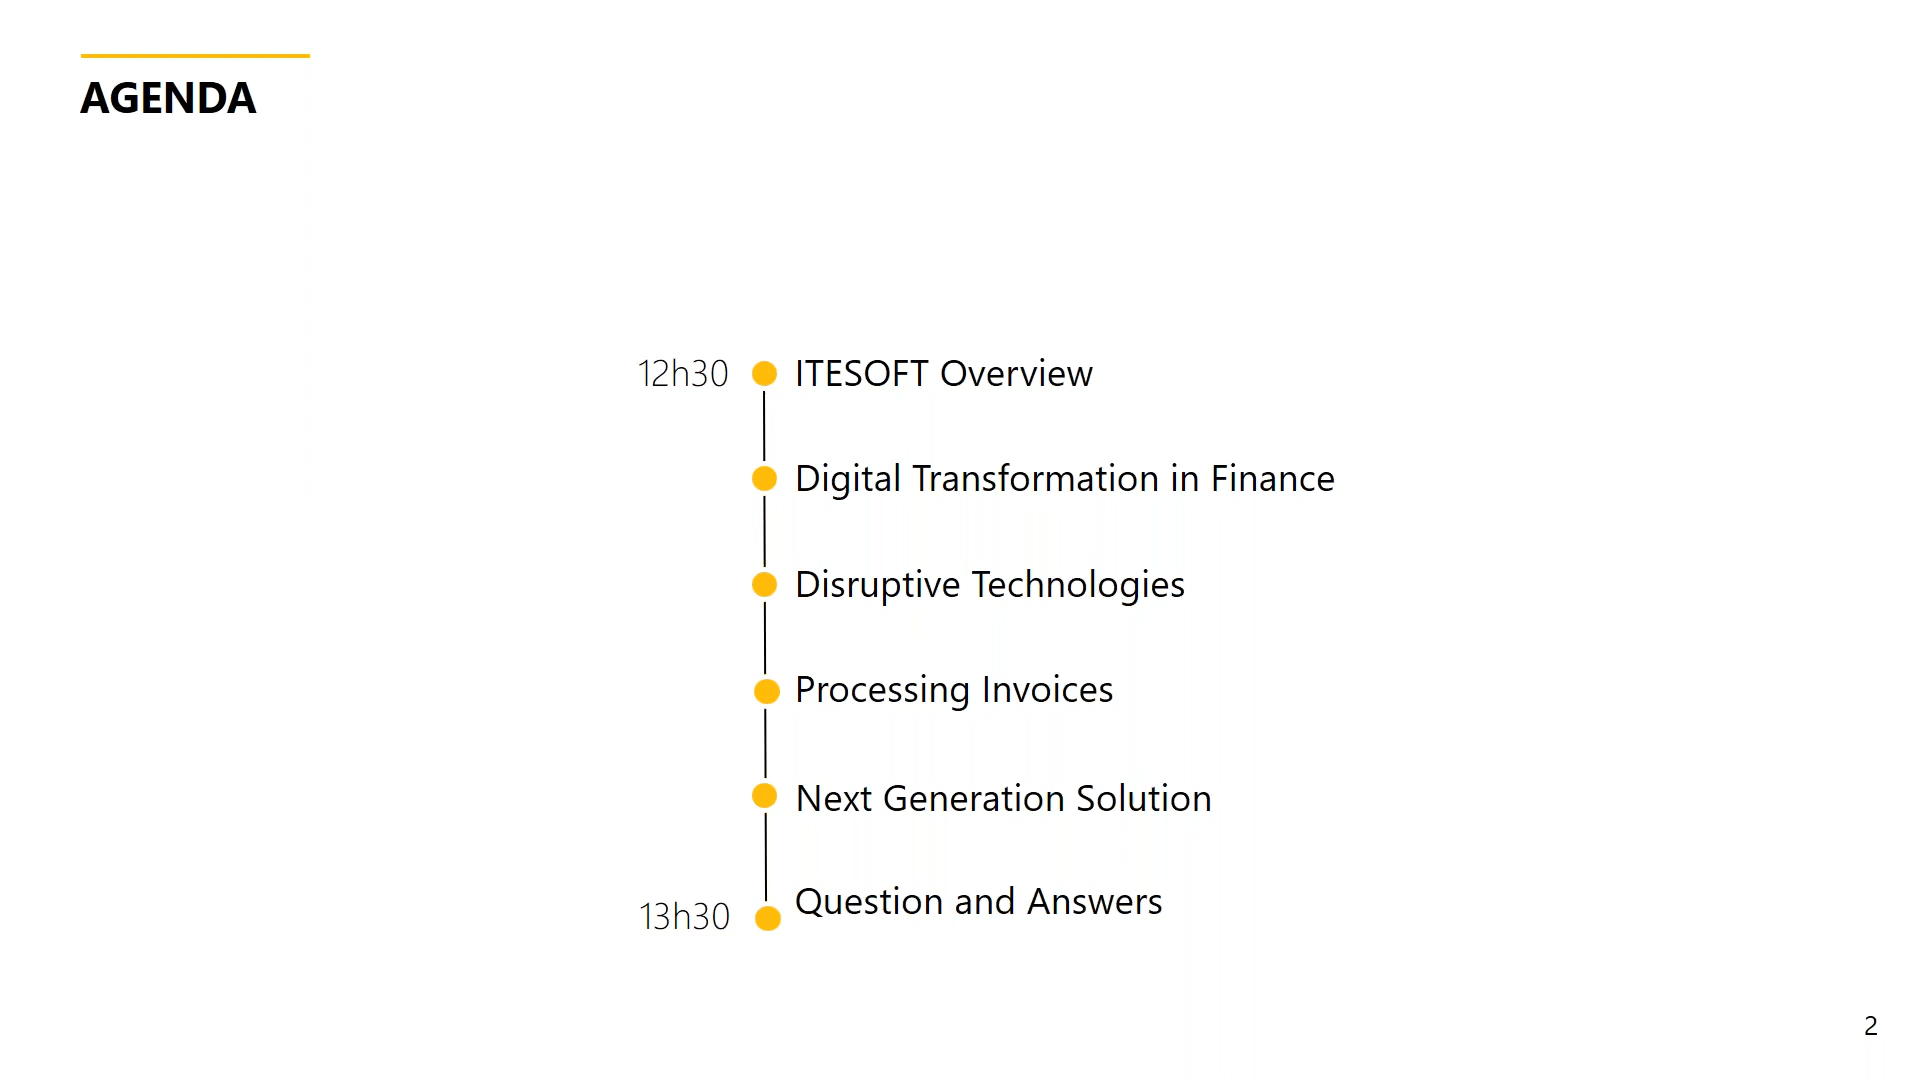 AGENDA
12h30 ITESOFT Overview
Digital Transformation in Finance
Disruptive Technologies
Processing Invoices
Next Generation Solution
Question and Answers
13h30
2